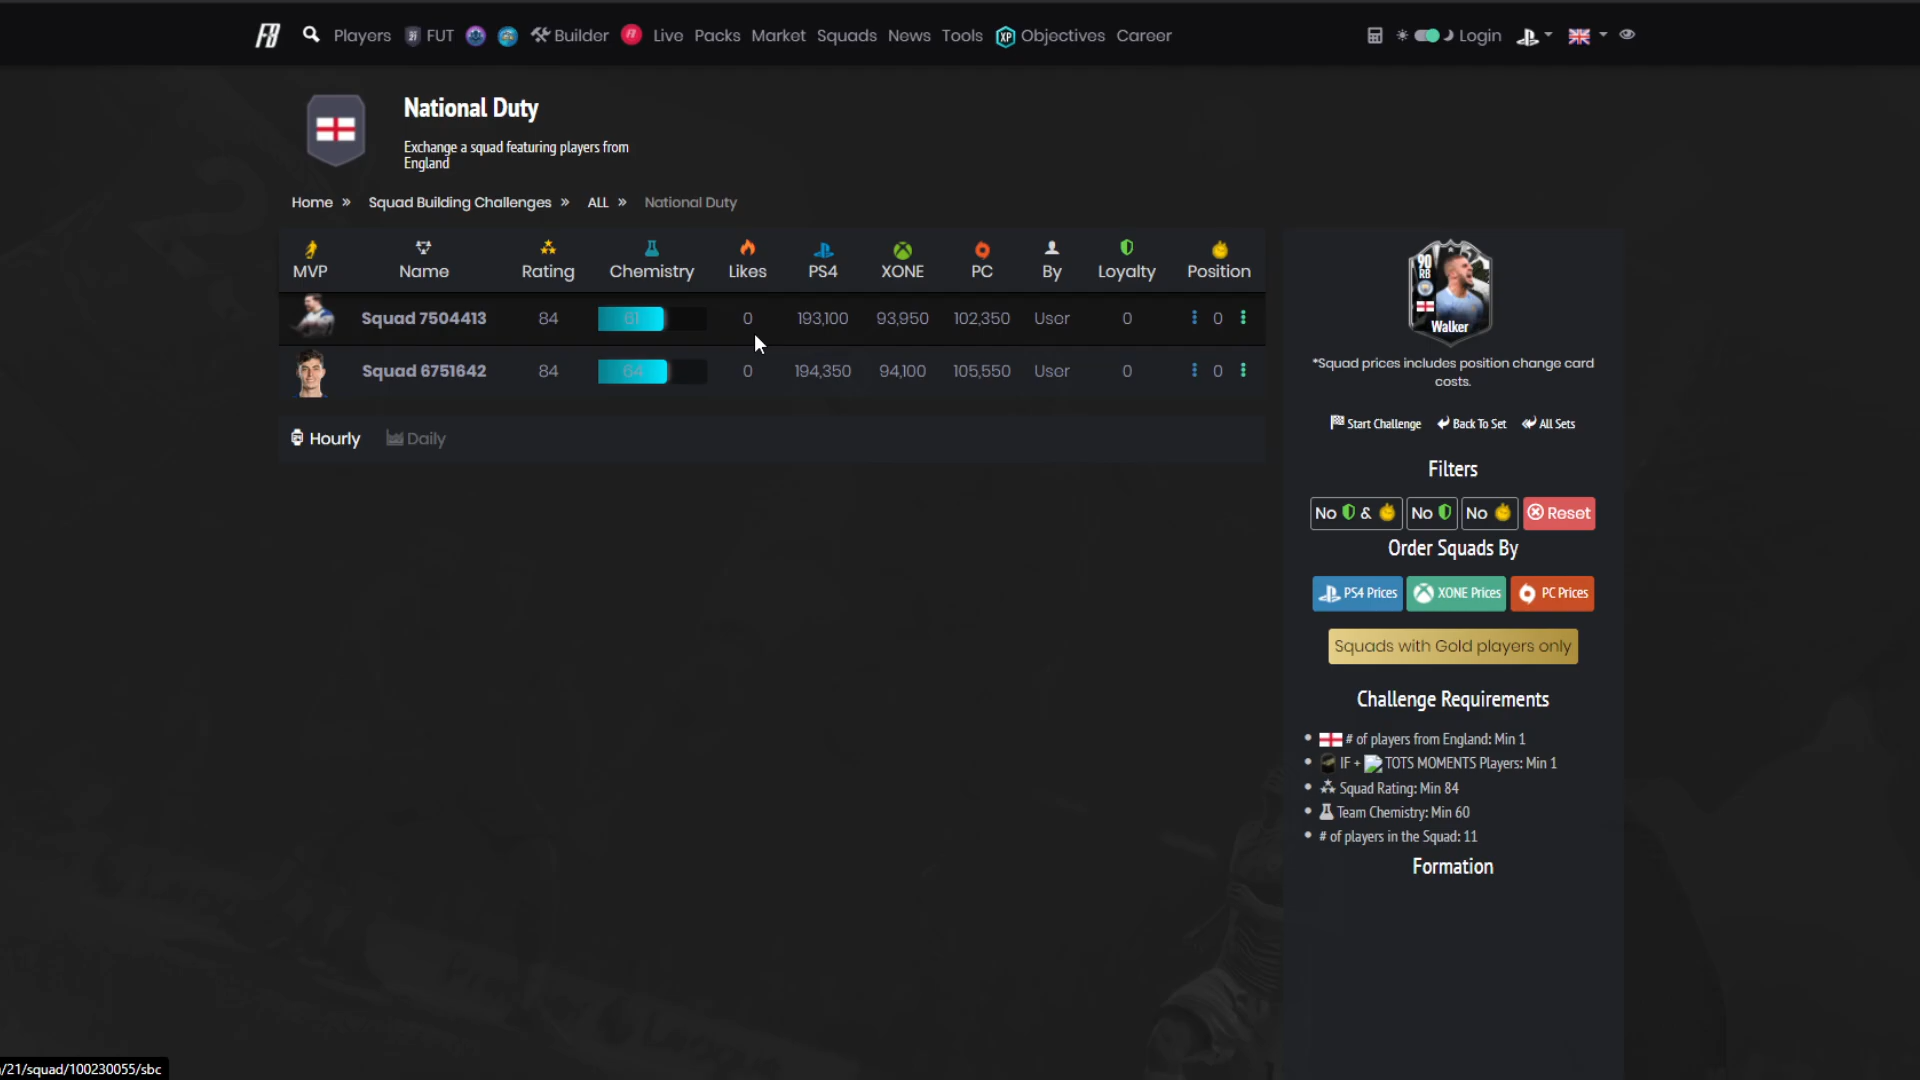 Players FUT Builder Live Packs Market Squads News Tools Objectives Career Login
National Duty
Exchange a squad featuring players from
England
Home » Squad Building Challenges » ALL » National Duty
MVP Name Rating Chemistry Likes PS4 XONE PC By Loyalty Position
Squad 7504413 84 61 0 193,100 93,950 102,350 User 0 0
Squad 6751642 84 64 0 194,350 94,100 105,550 User 0 0
Hourly Daily
90
RB
Walker
*Squad prices includes position change card
costs.
Start Challenge Back To Set All Sets
Filters
No & No No Reset
Order Squads By
PS4 Prices XONE Prices PC Prices
Squads with Gold players only
Challenge Requirements
# of players from England: Min 1
IF + TOTS MOMENTS Players: Min 1
Squad Rating: Min 84
Team Chemistry: Min 60
# of players in the Squad: 11
Formation
/21/squad/100230055/sbc